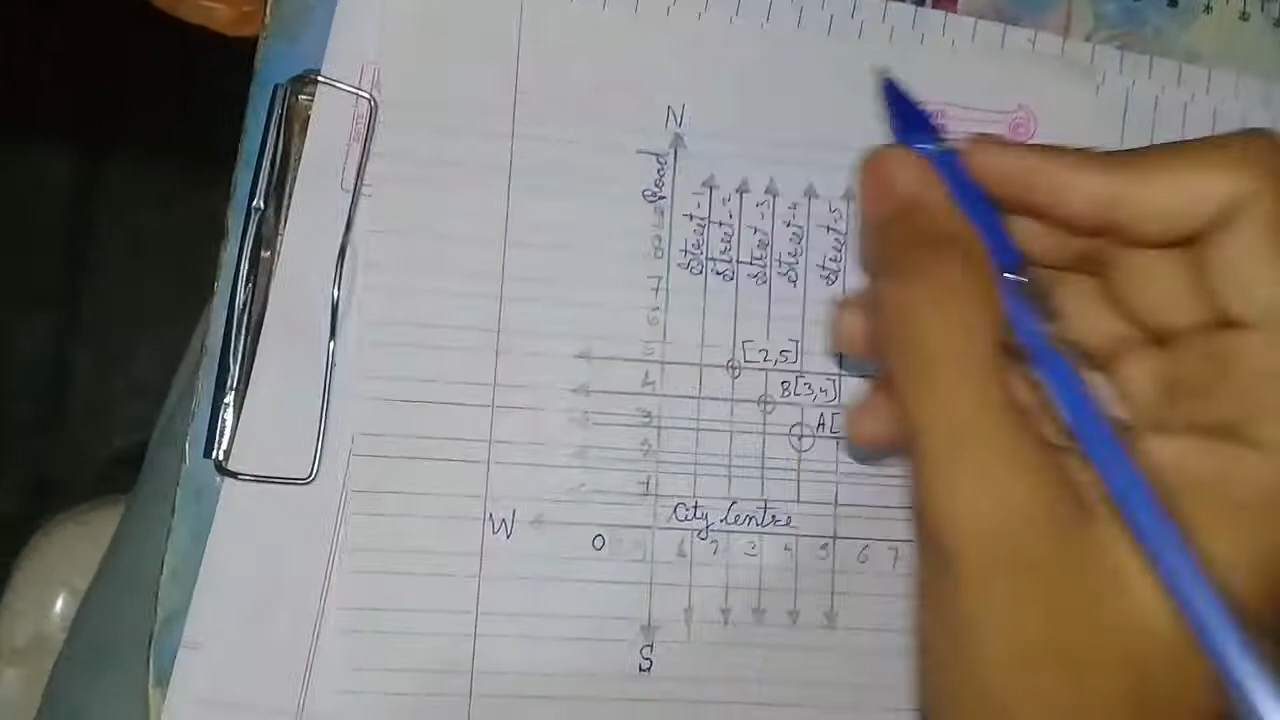 N
Road
Street-1
Street-2
Street-3
Street-4
Street-5
8
7
6
5
[2,5]
4
B[3,4]
3
A[
2
1
City Centre
W
0
1 2 3 4 5 6 7
S